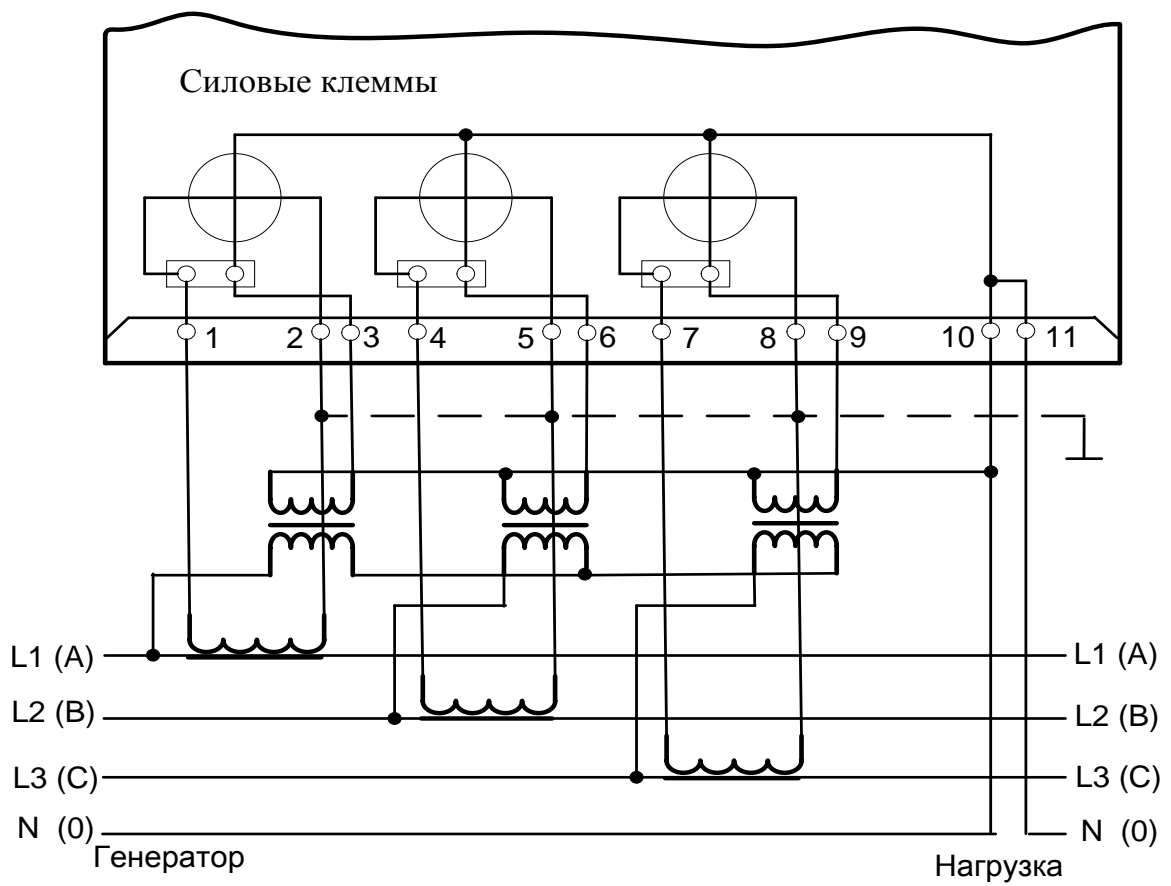 Силовые клеммы
1 2 3 4 5 6 7 8 9 10 11
L1 (A) L1 (A)
L2 (B) L2 (B)
L3 (C) L3 (C)
N (0) N (0)
Генератор Нагрузка